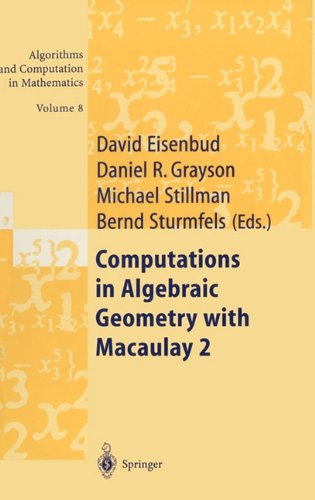 Algorithms
and Computation
in Mathematics
Volume 8
David Eisenbud
Daniel R. Grayson
Michael Stillman
Bernd Sturmfels (Eds.)
Computations
in Algebraic
Geometry with
Macaulay 2
Springer